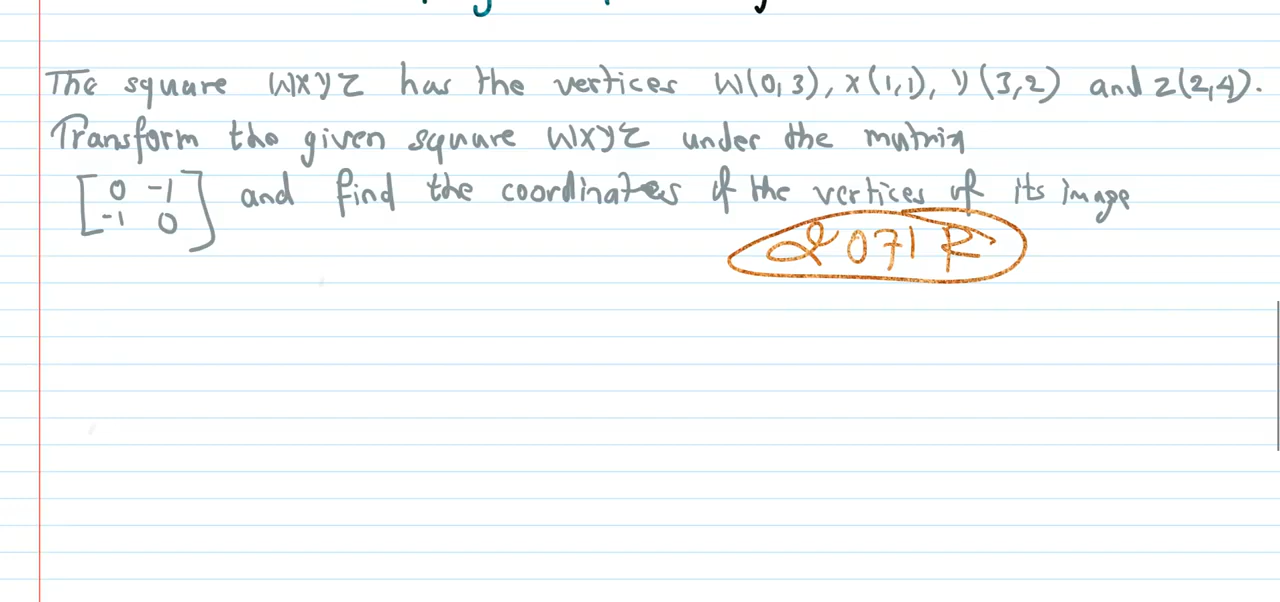 The square WXYZ has the vertices W(0,3), X(1,1), Y(3,2) and Z(2,4).
Transform the given square WXYZ under the matrix
[0 -1
-1 0] and find the coordinates of the vertices of its image
2071 R